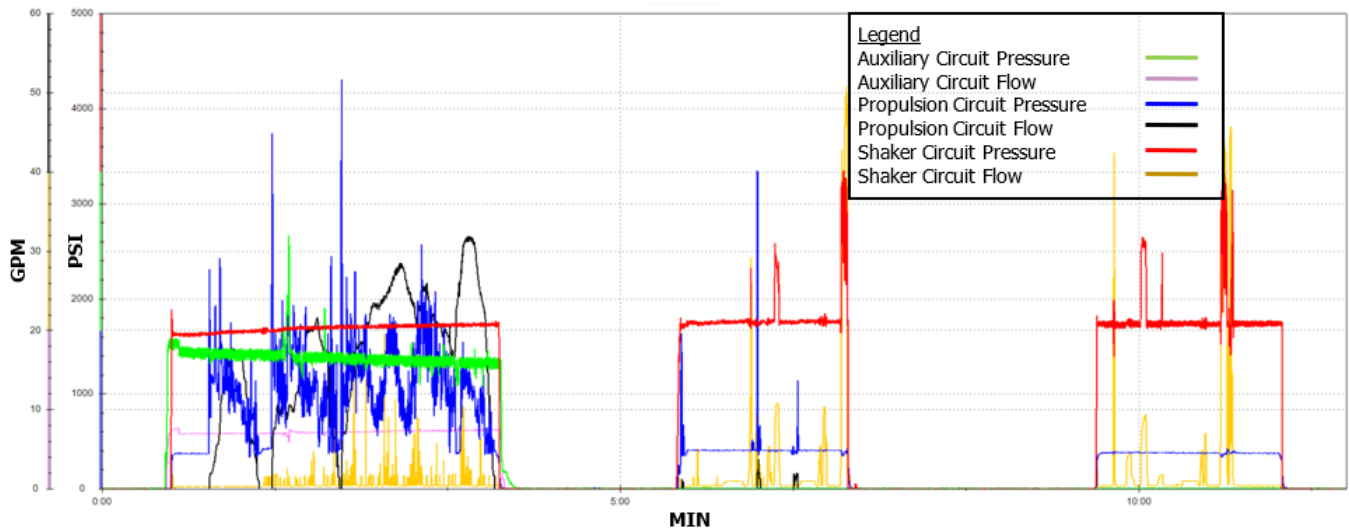 60
50
40
30
20
10
0
GPM
5000
4000
3000
2000
1000
0
PSI
Legend
Auxiliary Circuit Pressure
Auxiliary Circuit Flow
Propulsion Circuit Pressure
Propulsion Circuit Flow
Shaker Circuit Pressure
Shaker Circuit Flow
0:00
5:00
10:00
MIN